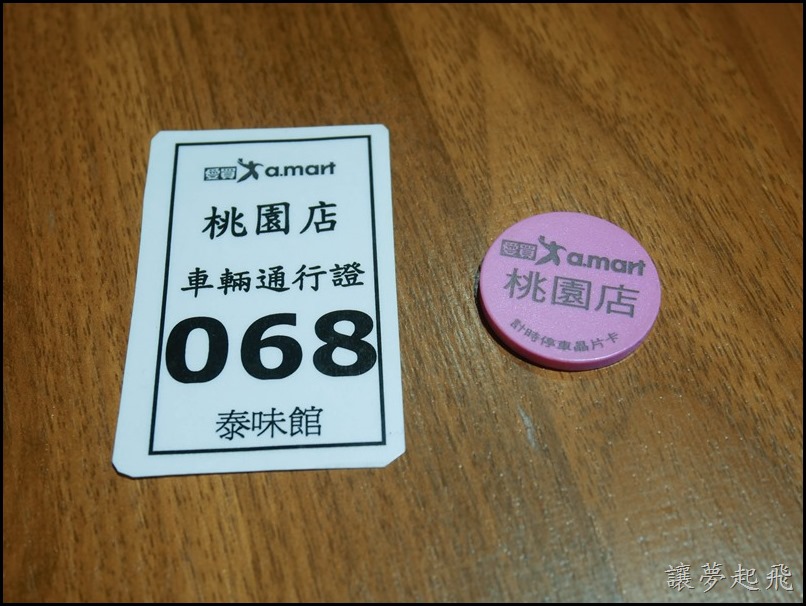 愛買 a.mart
桃園店
車輛通行證
068
泰味館
愛買 a.mart
桃園店
計時停車晶片卡
讓夢起飛